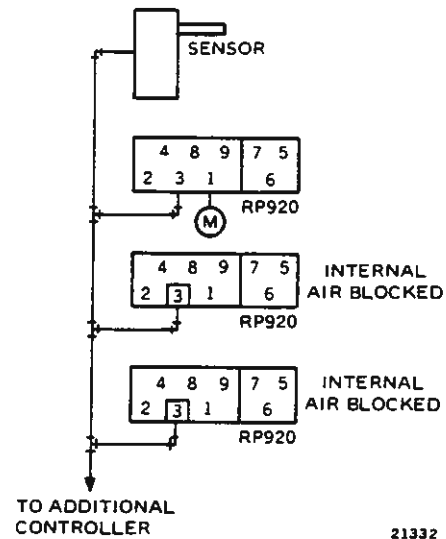 SENSOR
4 8 9 7 5
2 3 1 6
RP920
M
4 8 9 7 5
2 3 1 6
RP920
INTERNAL
AIR BLOCKED
4 8 9 7 5
2 3 1 6
RP920
INTERNAL
AIR BLOCKED
TO ADDITIONAL
CONTROLLER
21332